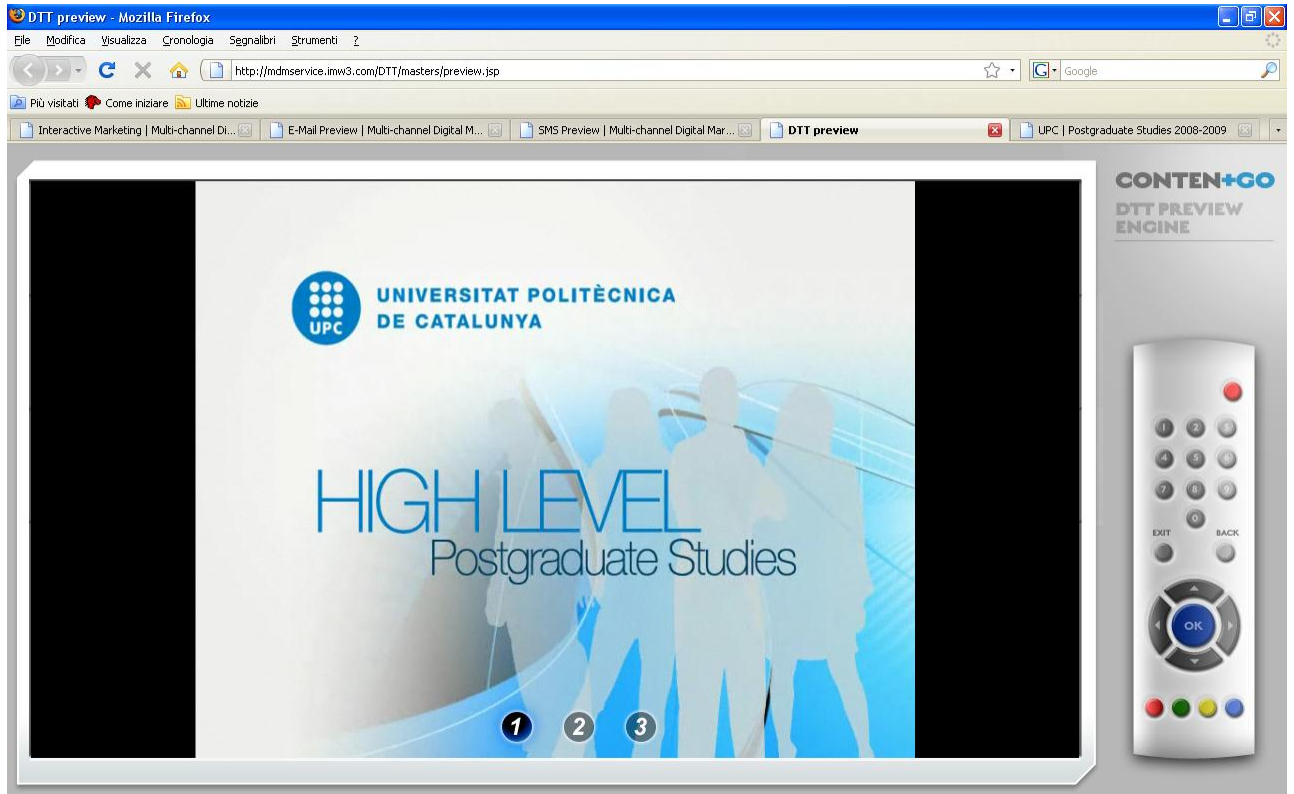 DTT preview - Mozilla Firefox
File Modifica Visualizza Cronologia Segnalibri Strumenti ?
http://mdmservice.imw3.com/DTT/masters/preview.jsp
G Google
Più visitati Come iniziare Ultime notizie
Interactive Marketing | Multi-channel Di... E-Mail Preview | Multi-channel Digital M... SMS Preview | Multi-channel Digital Mar... DTT preview UPC | Postgraduate Studies 2008-2009
CONTEN+GO
DTT PREVIEW
ENGINE
UPC
UNIVERSITAT POLITÈCNICA
DE CATALUNYA
HIGH LEVEL
Postgraduate Studies
1 2 3
1 2 3
4 5 6
7 8 9
0
EXIT BACK
OK